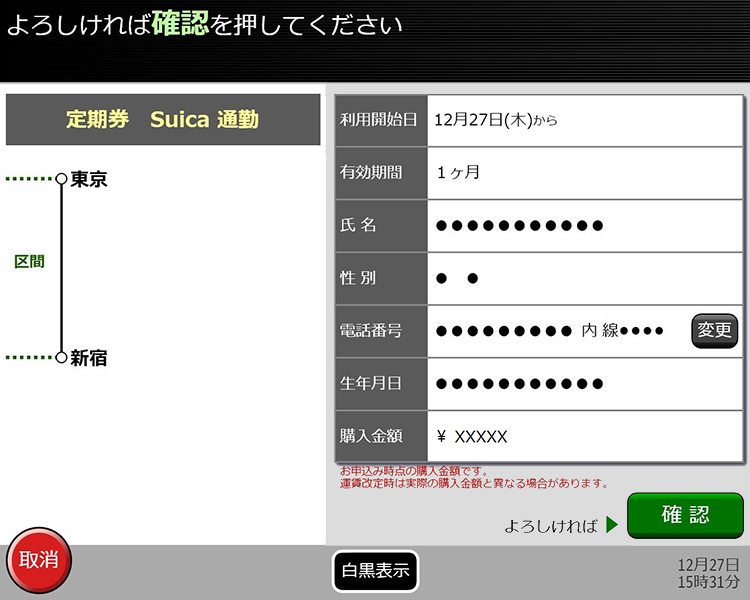 よろしければ確認を押してください
定期券 Suica 通勤
東京
区間
新宿
利用開始日 12月27日(木)から
有効期間 1ヶ月
氏 名 ●●●●●●●●●●●
性 別 ● ●
電話番号 ●●●●●●●●● 内 線●●●● 変更
生年月日 ●●●●●●●●●●●
購入金額 ¥ XXXXX
お申込み時点の購入金額です。
運賃改定時は実際の購入金額と異なる場合があります。
よろしければ▶ 確 認
取消
白黒表示
12月27日
15時31分